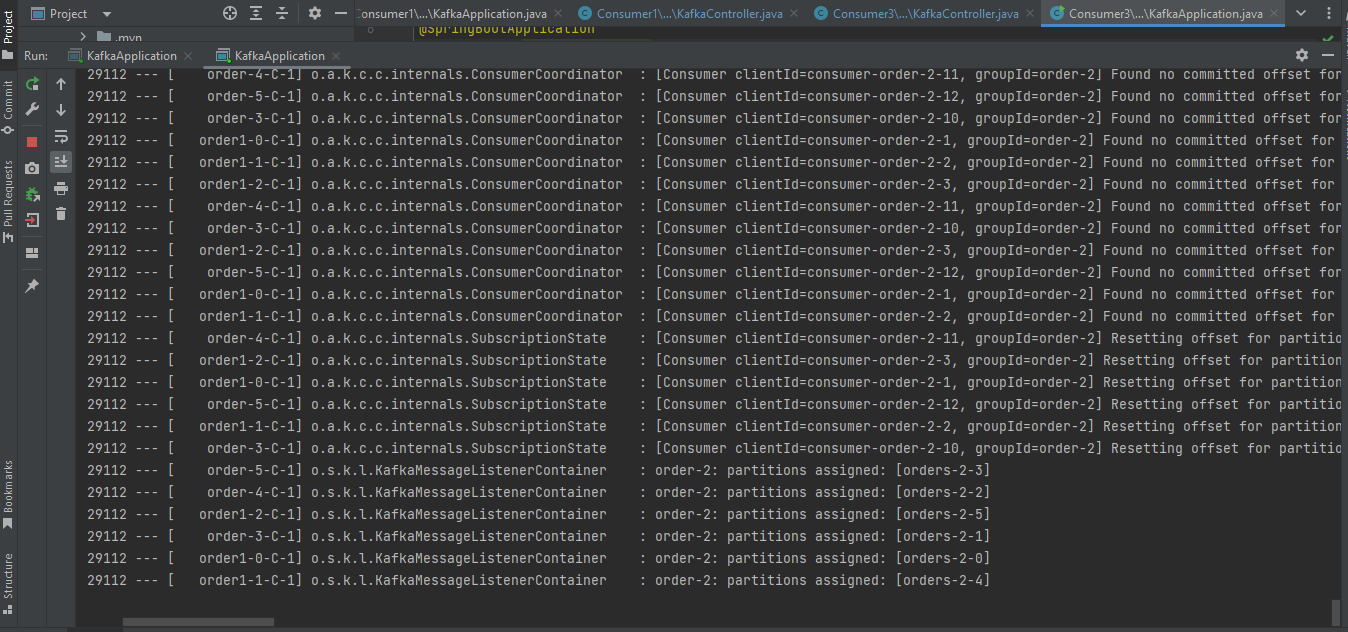 Project
Consumer1\...\KafkaApplication.java
Consumer1\...\KafkaController.java
Consumer3\...\KafkaController.java
Consumer3\...\KafkaApplication.java
.mvn
@SpringBootApplication
Run:
KafkaApplication
KafkaApplication
29112 --- [    order-4-C-1] o.a.k.c.c.internals.ConsumerCoordinator  : [Consumer clientId=consumer-order-2-11, groupId=order-2] Found no committed offset for
29112 --- [    order-5-C-1] o.a.k.c.c.internals.ConsumerCoordinator  : [Consumer clientId=consumer-order-2-12, groupId=order-2] Found no committed offset for
29112 --- [    order-3-C-1] o.a.k.c.c.internals.ConsumerCoordinator  : [Consumer clientId=consumer-order-2-10, groupId=order-2] Found no committed offset for
29112 --- [   order1-0-C-1] o.a.k.c.c.internals.ConsumerCoordinator  : [Consumer clientId=consumer-order-2-1, groupId=order-2] Found no committed offset for
29112 --- [   order1-1-C-1] o.a.k.c.c.internals.ConsumerCoordinator  : [Consumer clientId=consumer-order-2-2, groupId=order-2] Found no committed offset for
29112 --- [   order1-2-C-1] o.a.k.c.c.internals.ConsumerCoordinator  : [Consumer clientId=consumer-order-2-3, groupId=order-2] Found no committed offset for
29112 --- [    order-4-C-1] o.a.k.c.c.internals.ConsumerCoordinator  : [Consumer clientId=consumer-order-2-11, groupId=order-2] Found no committed offset for
29112 --- [    order-3-C-1] o.a.k.c.c.internals.ConsumerCoordinator  : [Consumer clientId=consumer-order-2-10, groupId=order-2] Found no committed offset for
29112 --- [   order1-2-C-1] o.a.k.c.c.internals.ConsumerCoordinator  : [Consumer clientId=consumer-order-2-3, groupId=order-2] Found no committed offset for
29112 --- [    order-5-C-1] o.a.k.c.c.internals.ConsumerCoordinator  : [Consumer clientId=consumer-order-2-12, groupId=order-2] Found no committed offset for
29112 --- [   order1-0-C-1] o.a.k.c.c.internals.ConsumerCoordinator  : [Consumer clientId=consumer-order-2-1, groupId=order-2] Found no committed offset for
29112 --- [   order1-1-C-1] o.a.k.c.c.internals.ConsumerCoordinator  : [Consumer clientId=consumer-order-2-2, groupId=order-2] Found no committed offset for
29112 --- [    order-4-C-1] o.a.k.c.c.internals.SubscriptionState    : [Consumer clientId=consumer-order-2-11, groupId=order-2] Resetting offset for partitio
29112 --- [   order1-2-C-1] o.a.k.c.c.internals.SubscriptionState    : [Consumer clientId=consumer-order-2-3, groupId=order-2] Resetting offset for partition
29112 --- [   order1-0-C-1] o.a.k.c.c.internals.SubscriptionState    : [Consumer clientId=consumer-order-2-1, groupId=order-2] Resetting offset for partition
29112 --- [    order-5-C-1] o.a.k.c.c.internals.SubscriptionState    : [Consumer clientId=consumer-order-2-12, groupId=order-2] Resetting offset for partitio
29112 --- [   order1-1-C-1] o.a.k.c.c.internals.SubscriptionState    : [Consumer clientId=consumer-order-2-2, groupId=order-2] Resetting offset for partition
29112 --- [    order-3-C-1] o.a.k.c.c.internals.SubscriptionState    : [Consumer clientId=consumer-order-2-10, groupId=order-2] Resetting offset for partitio
29112 --- [    order-5-C-1] o.s.k.l.KafkaMessageListenerContainer    : order-2: partitions assigned: [orders-2-3]
29112 --- [    order-4-C-1] o.s.k.l.KafkaMessageListenerContainer    : order-2: partitions assigned: [orders-2-2]
29112 --- [   order1-2-C-1] o.s.k.l.KafkaMessageListenerContainer    : order-2: partitions assigned: [orders-2-5]
29112 --- [    order-3-C-1] o.s.k.l.KafkaMessageListenerContainer    : order-2: partitions assigned: [orders-2-1]
29112 --- [   order1-0-C-1] o.s.k.l.KafkaMessageListenerContainer    : order-2: partitions assigned: [orders-2-0]
29112 --- [   order1-1-C-1] o.s.k.l.KafkaMessageListenerContainer    : order-2: partitions assigned: [orders-2-4]
Project
Commit
Pull Request
Bookmarks
Structure